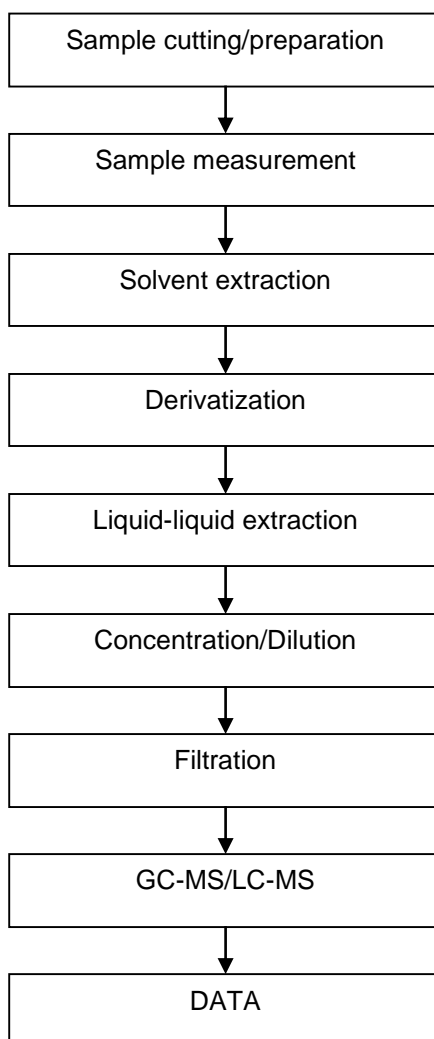 Sample cutting/preparation
Sample measurement
Solvent extraction
Derivatization
Liquid-liquid extraction
Concentration/Dilution
Filtration
GC-MS/LC-MS
DATA